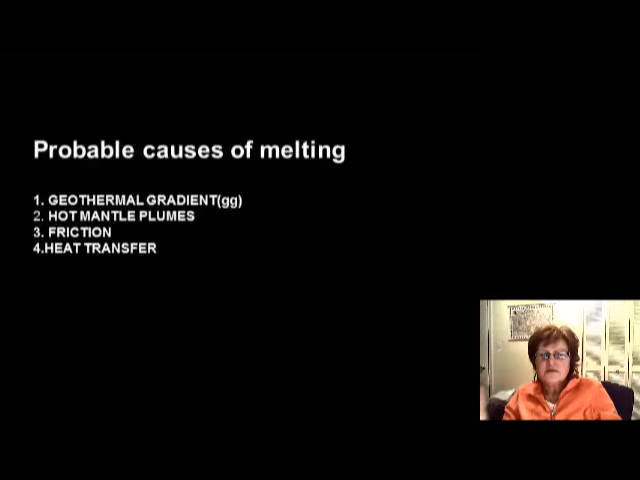 Probable causes of melting
1. GEOTHERMAL GRADIENT(gg)
2. HOT MANTLE PLUMES
3. FRICTION
4.HEAT TRANSFER